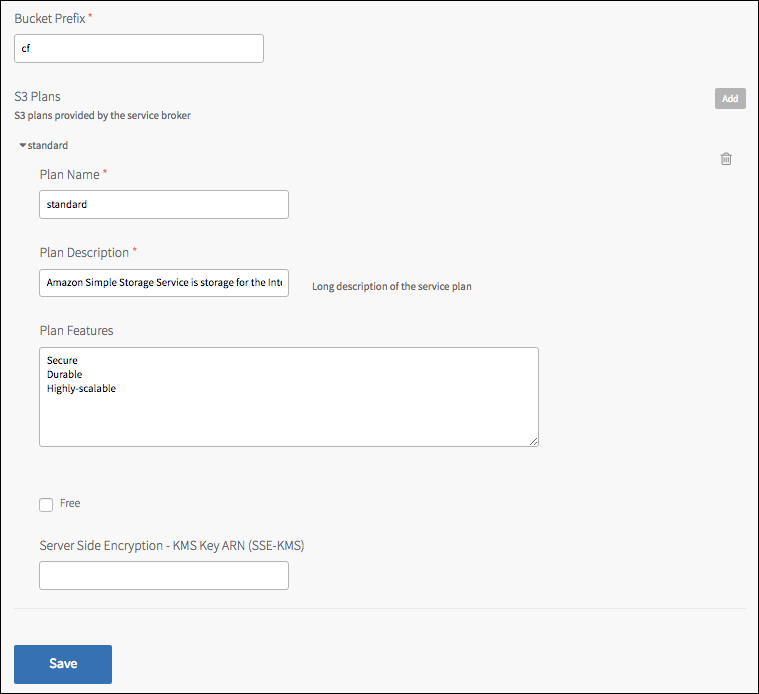 Bucket Prefix *
cf
S3 Plans
Add
S3 plans provided by the service broker
standard
Plan Name *
standard
Plan Description *
Amazon Simple Storage Service is storage for the
Long description of the service plan
Plan Features
Secure
Durable
Highly-scalable
Free
Server Side Encryption - KMS Key ARN (SSE-KMS)
Save